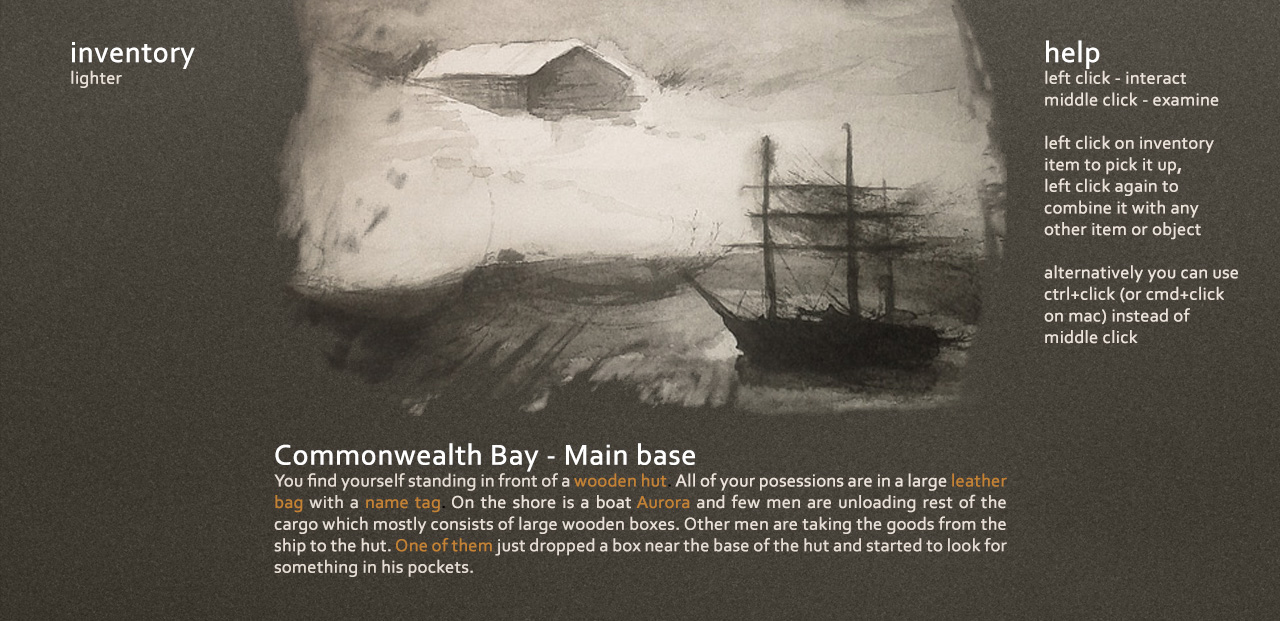 inventory
lighter
help
left click - interact
middle click - examine
left click on inventory
item to pick it up,
left click again to
combine it with any
other item or object
alternatively you can use
ctrl+click (or cmd+click
on mac) instead of
middle click
Commonwealth Bay - Main base
You find yourself standing in front of a wooden hut. All of your posessions are in a large leather
bag with a name tag. On the shore is a boat Aurora and few men are unloading rest of the
cargo which mostly consists of large wooden boxes. Other men are taking the goods from the
ship to the hut. One of them just dropped a box near the base of the hut and started to look for
something in his pockets.